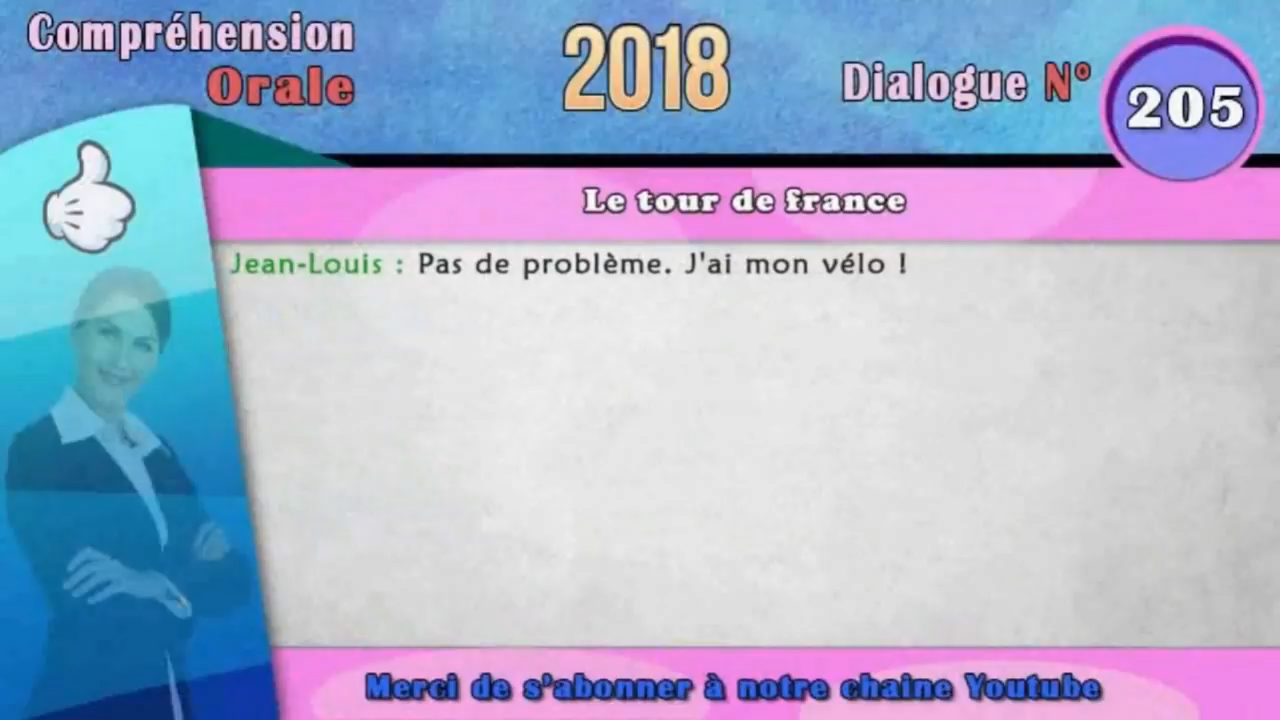 Compréhension
Orale
2018
Dialogue N°
205
Le tour de france
Jean-Louis : Pas de problème. J'ai mon vélo !
Merci de s'abonner à notre chaine Youtube